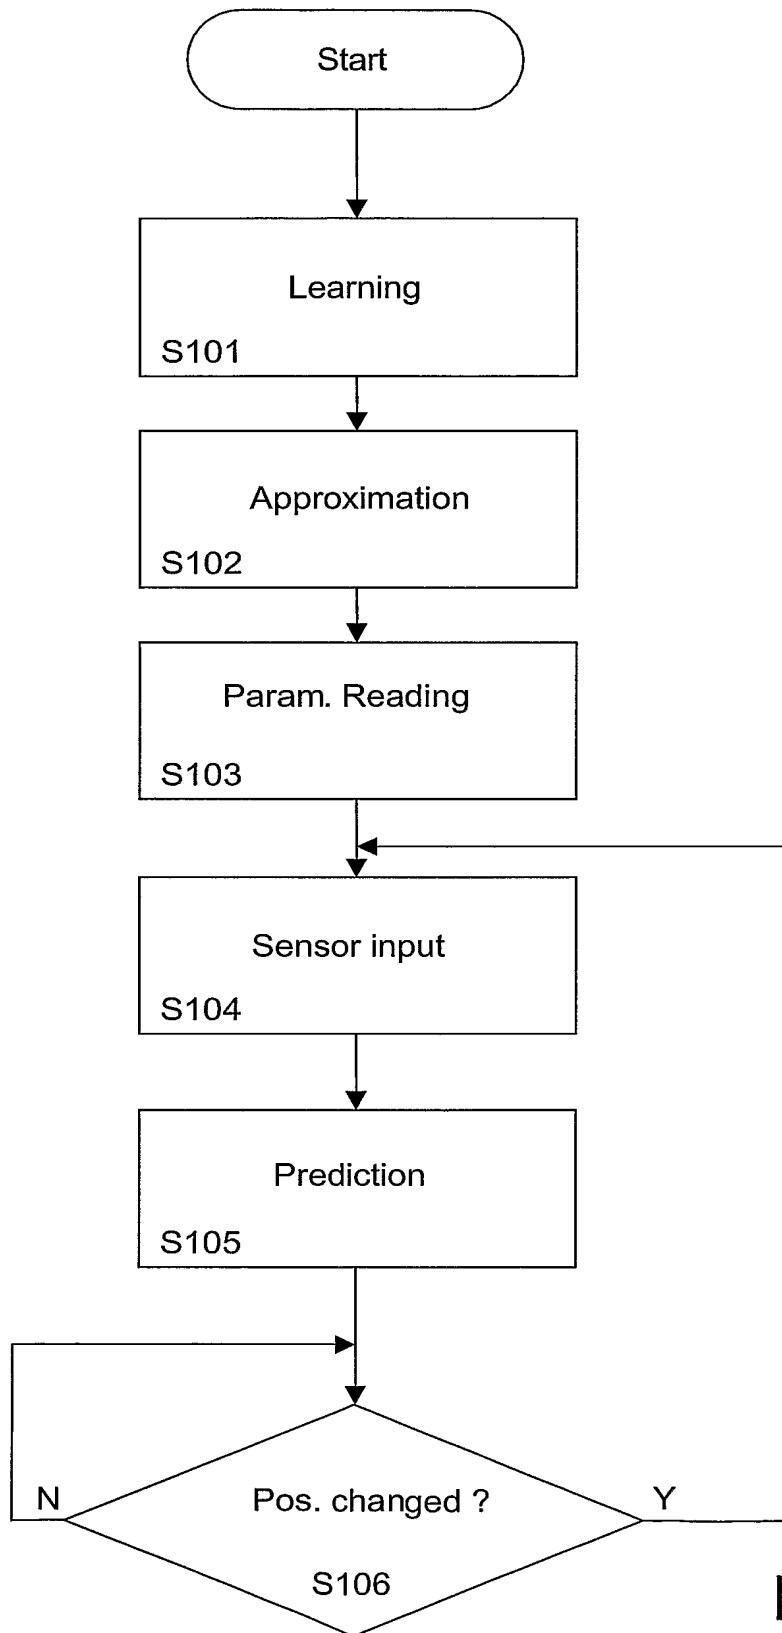 Start
Learning
S101
Approximation
S102
Param. Reading
S103
Sensor input
S104
Prediction
S105
N
Pos. changed ?
Y
S106